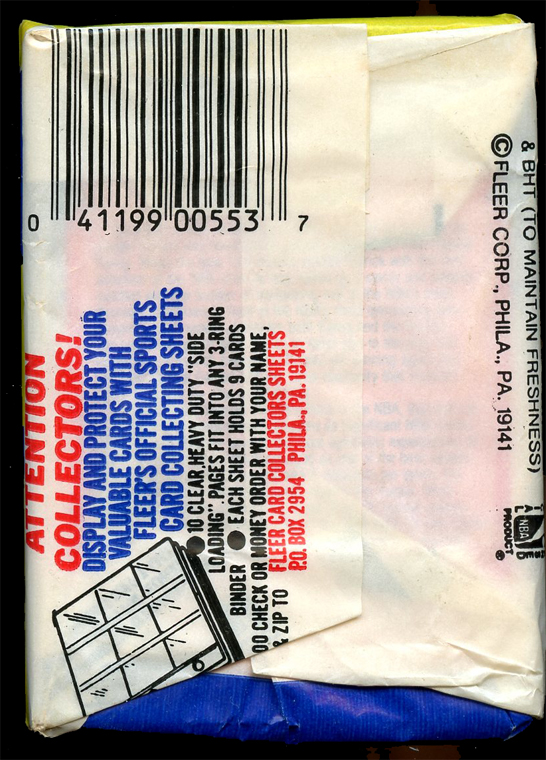 0 41199 00553 7
ATTENTION
COLLECTORS!
DISPLAY AND PROTECT YOUR
VALUABLE CARDS WITH
FLEER'S OFFICIAL SPORTS
CARD COLLECTING SHEETS
● 10 CLEAR, HEAVY DUTY "SIDE
LOADING" PAGES FIT INTO ANY 3-RING
BINDER ● EACH SHEET HOLDS 9 CARDS
00 CHECK OR MONEY ORDER WITH YOUR NAME,
& ZIP TO
FLEER CARD COLLECTORS SHEETS
P.O. BOX 2954 PHILA., PA. 19141
& BHT (TO MAINTAIN FRESHNESS)
© FLEER CORP., PHILA., PA. 19141
NBA
PRODUCT ®